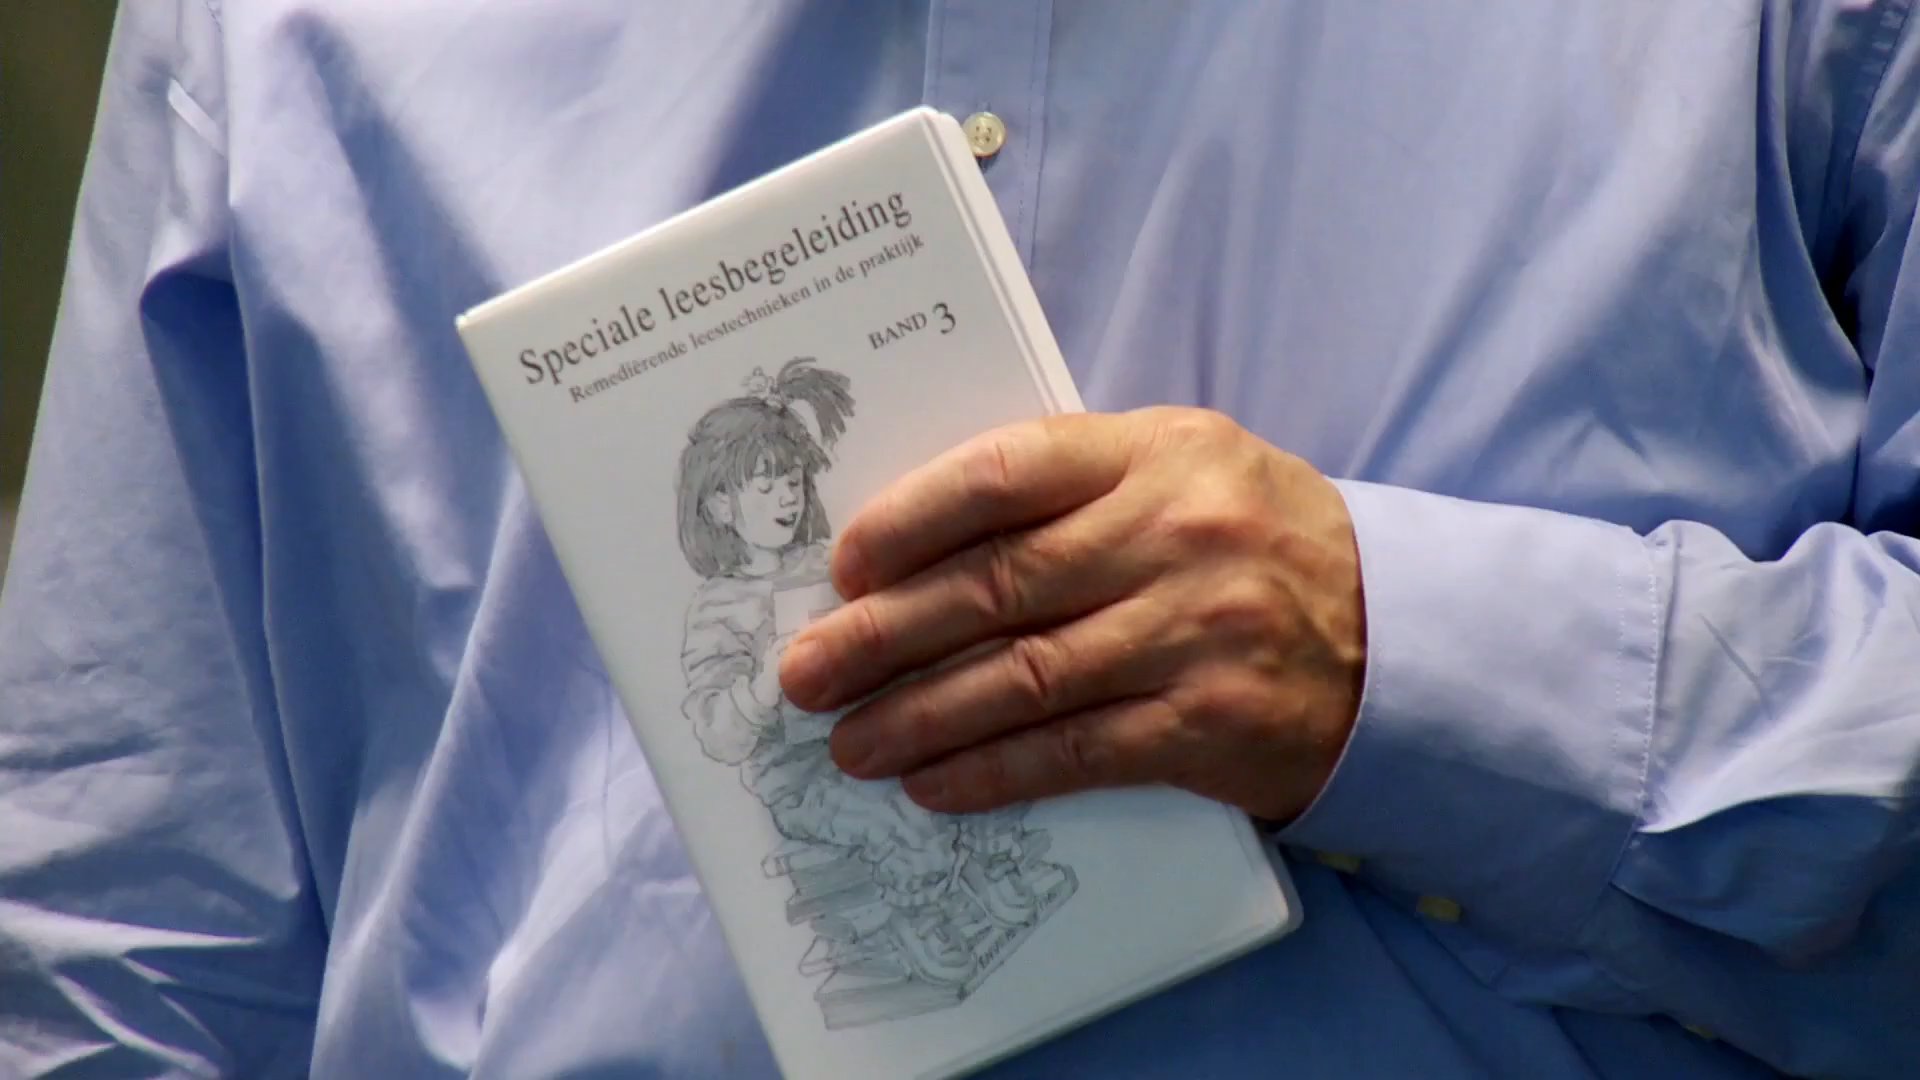 Speciale leesbegeleiding
Remediërende leestechnieken in de praktijk
BAND 3